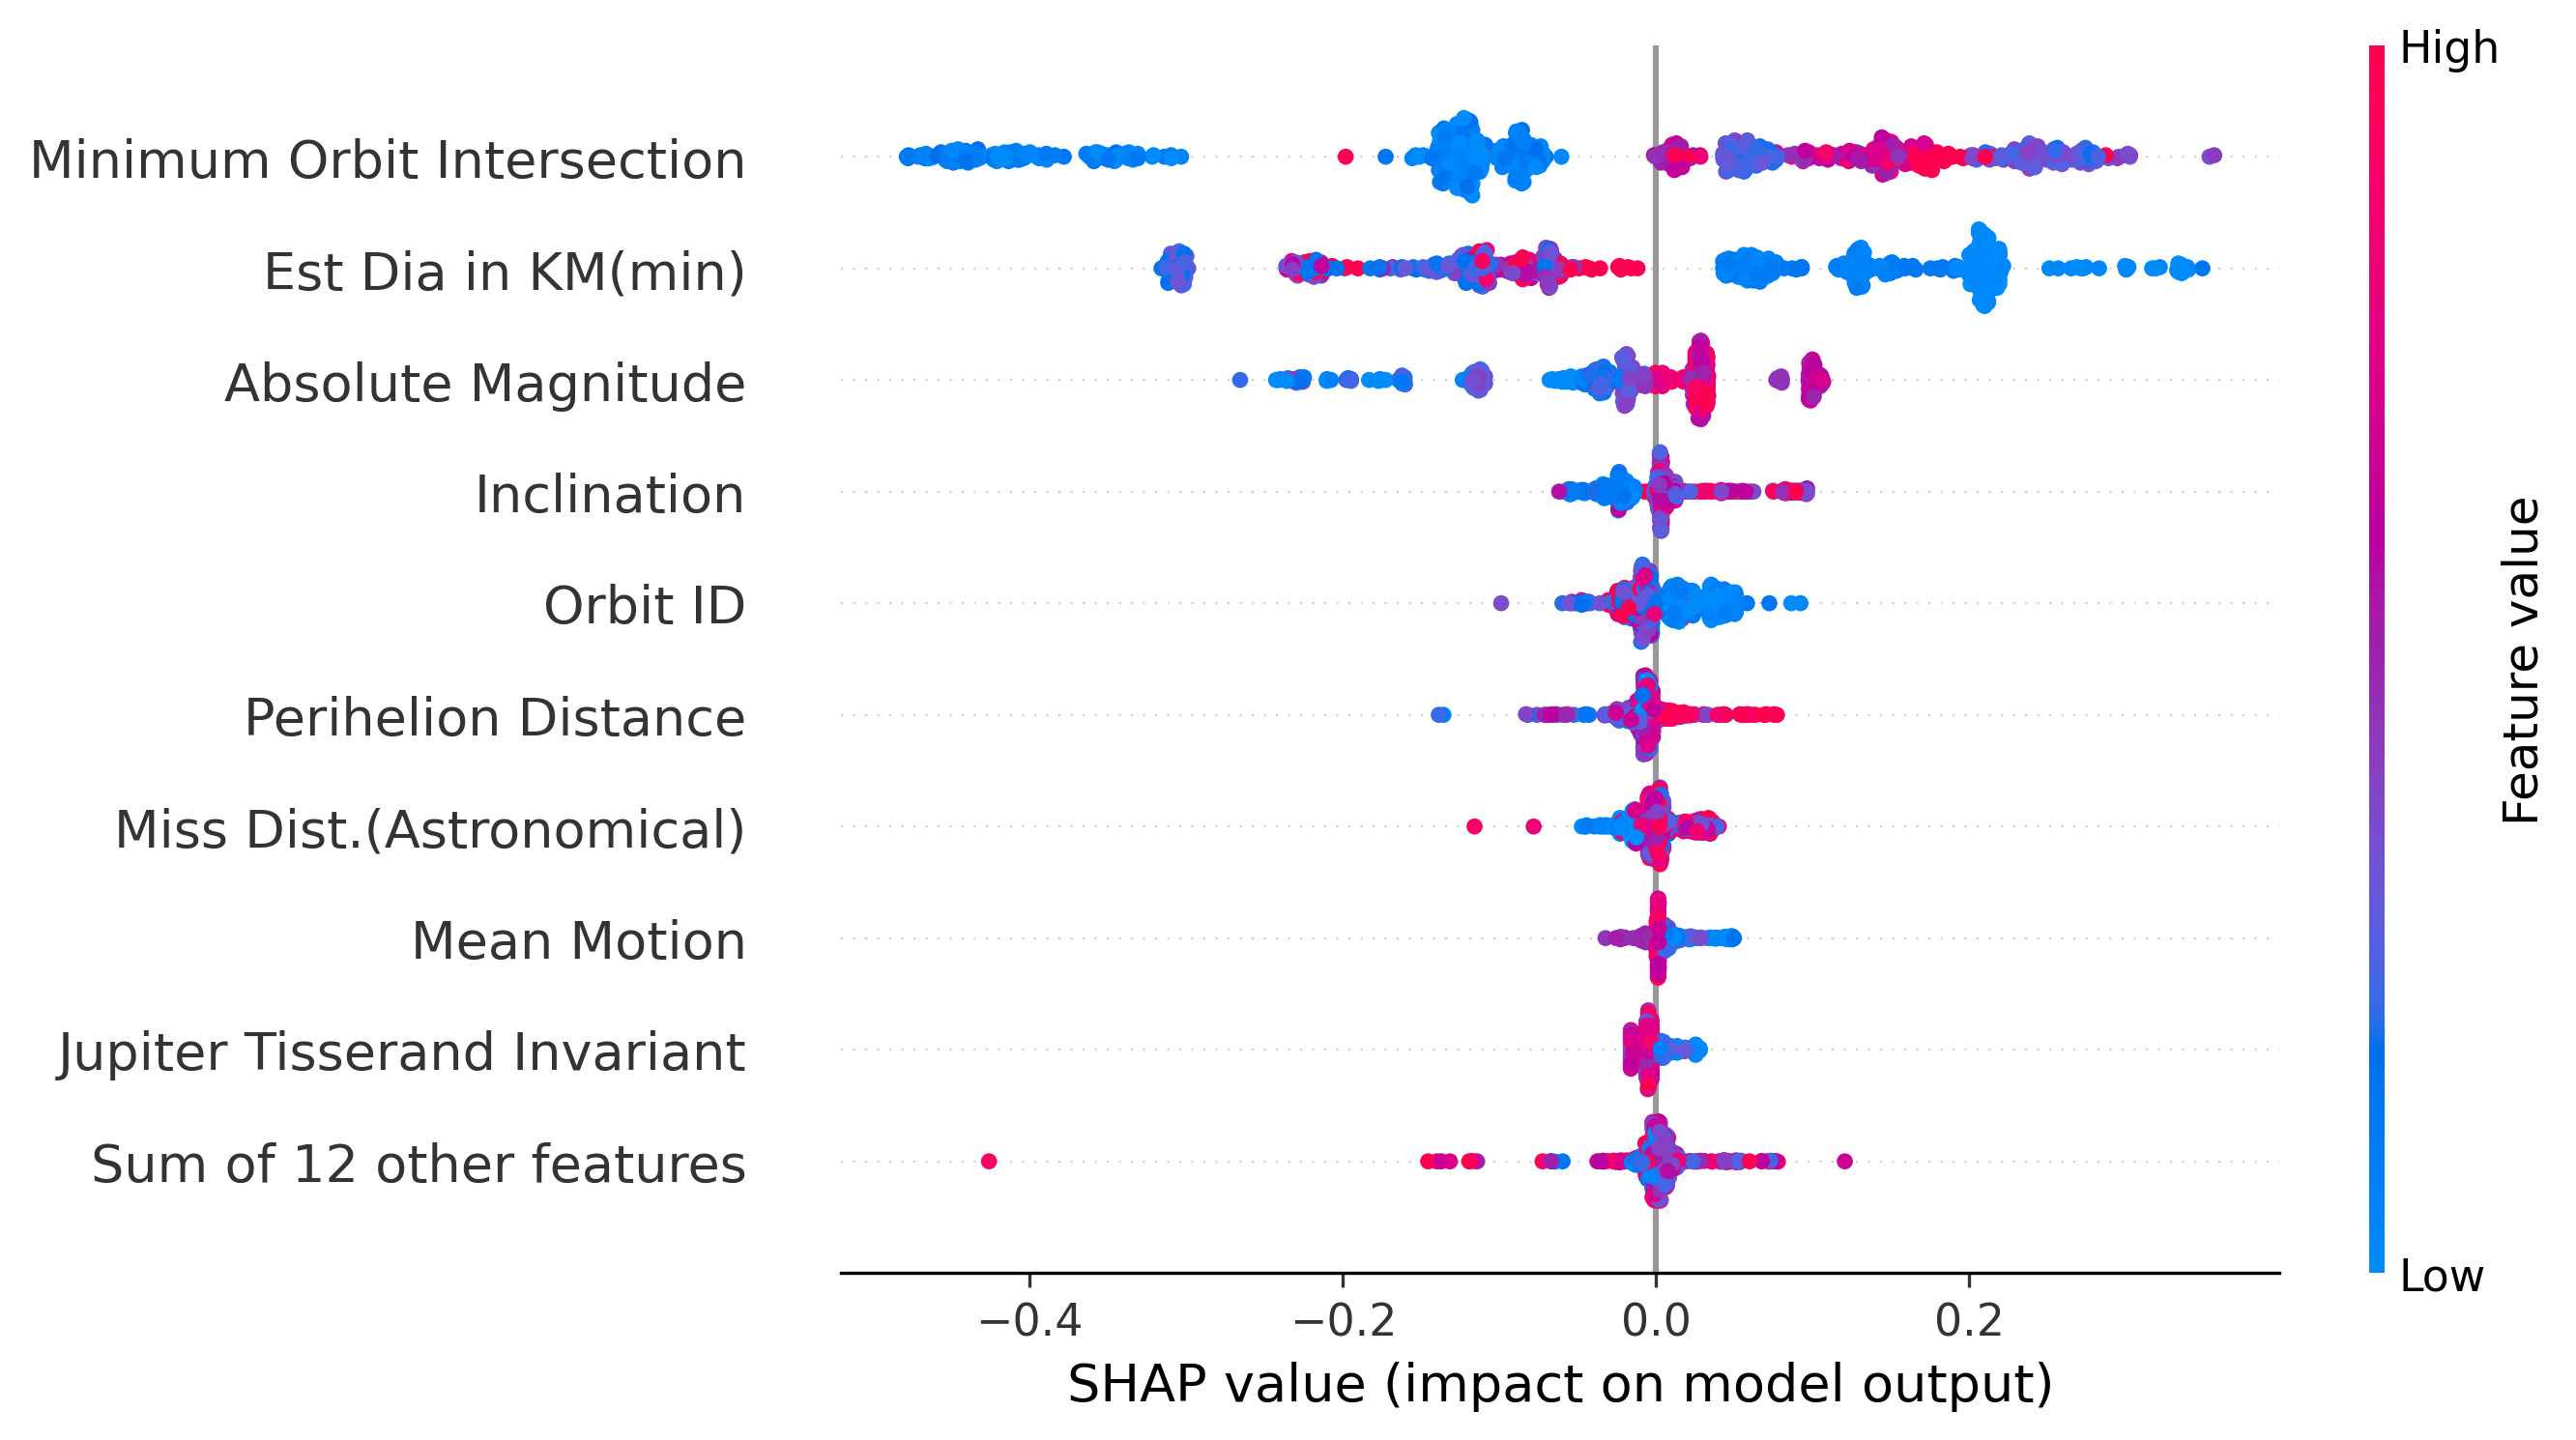 High
Minimum Orbit Intersection
Est Dia in KM(min)
Absolute Magnitude
Inclination
Orbit ID
Perihelion Distance
Miss Dist.(Astronomical)
Mean Motion
Jupiter Tisserand Invariant
Sum of 12 other features
Feature value
Low
−0.4 −0.2 0.0 0.2
SHAP value (impact on model output)